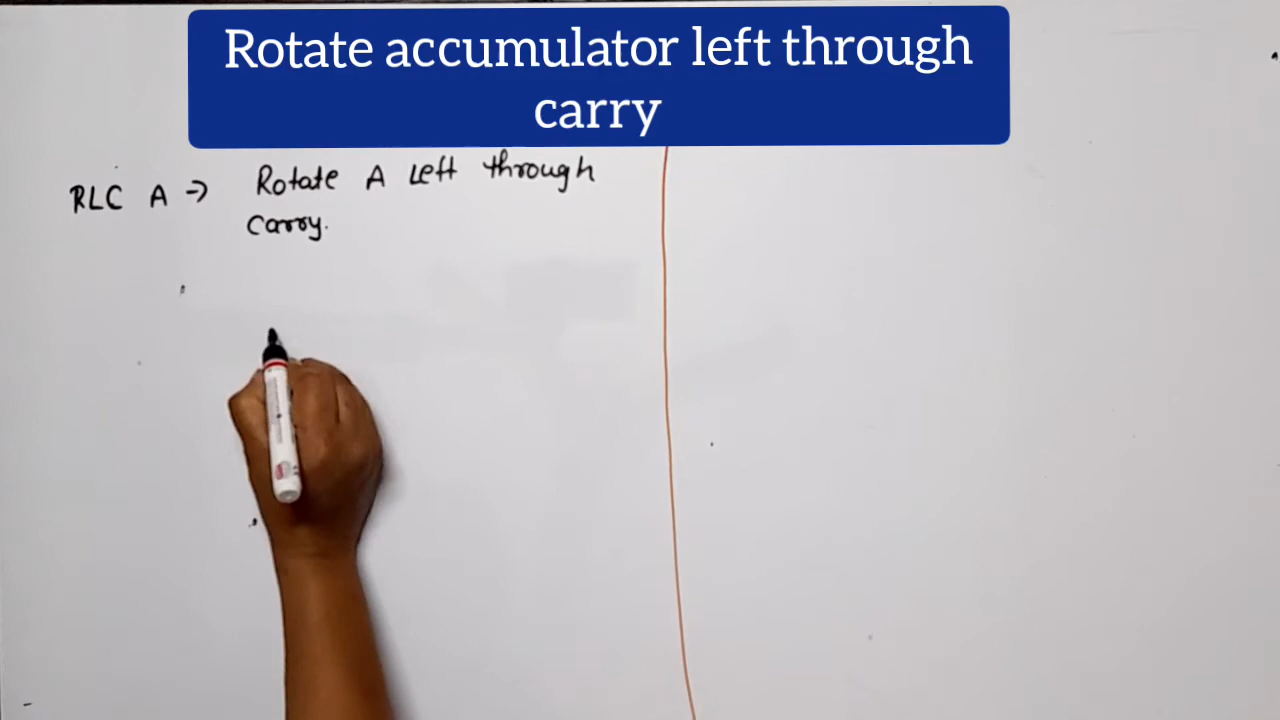 Rotate accumulator left through
carry
RLC A → Rotate A Left through
carry.